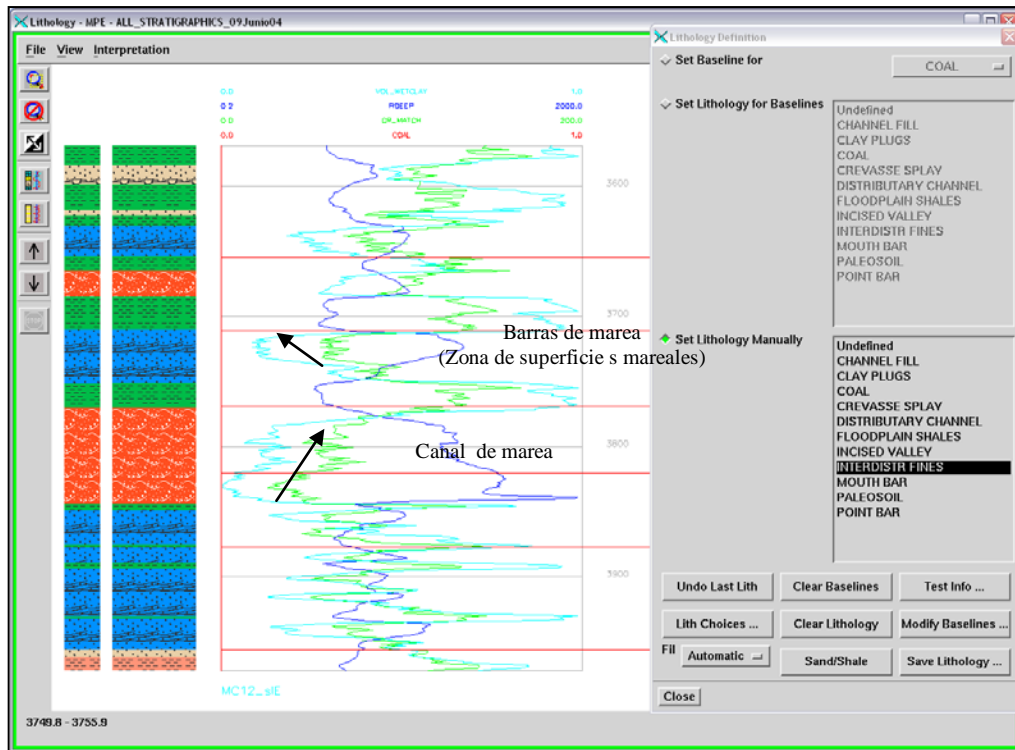 Lithology - MPE - ALL_STRATIGRAPHICS_09Junio04
File View Interpretation
0.0 VOL_WETCLAY 1.0
0.2 RDEEP 2000.0
0.0 GR_MATCH 200.0
0.0 COAL 1.0
3600
3700
Barras de marea
(Zona de superficie s mareales)
3800
Canal de marea
3900
MC12_slE
3749.8 - 3755.9
Lithology Definition
Set Baseline for
COAL
Set Lithology for Baselines
Undefined
CHANNEL FILL
CLAY PLUGS
COAL
CREVASSE SPLAY
DISTRIBUTARY CHANNEL
FLOODPLAIN SHALES
INCISED VALLEY
INTERDISTR FINES
MOUTH BAR
PALEOSOIL
POINT BAR
Set Lithology Manually
Undefined
CHANNEL FILL
CLAY PLUGS
COAL
CREVASSE SPLAY
DISTRIBUTARY CHANNEL
FLOODPLAIN SHALES
INCISED VALLEY
INTERDISTR FINES
MOUTH BAR
PALEOSOIL
POINT BAR
Undo Last Lith Clear Baselines Test Info ...
Lith Choices ... Clear Lithology Modify Baselines ...
Fil Automatic Sand/Shale Save Lithology ...
Close